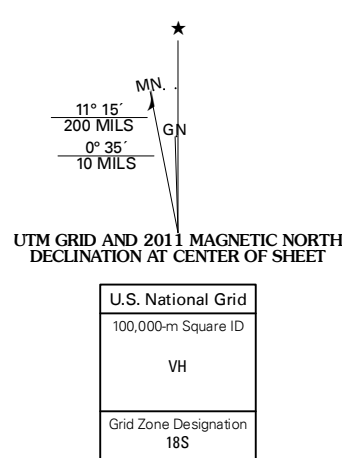 ★
MN
11° 15´
200 MILS
GN
0° 35´
10 MILS
UTM GRID AND 2011 MAGNETIC NORTH
DECLINATION AT CENTER OF SHEET
U.S. National Grid
100,000-m Square ID
VH
Grid Zone Designation
18S